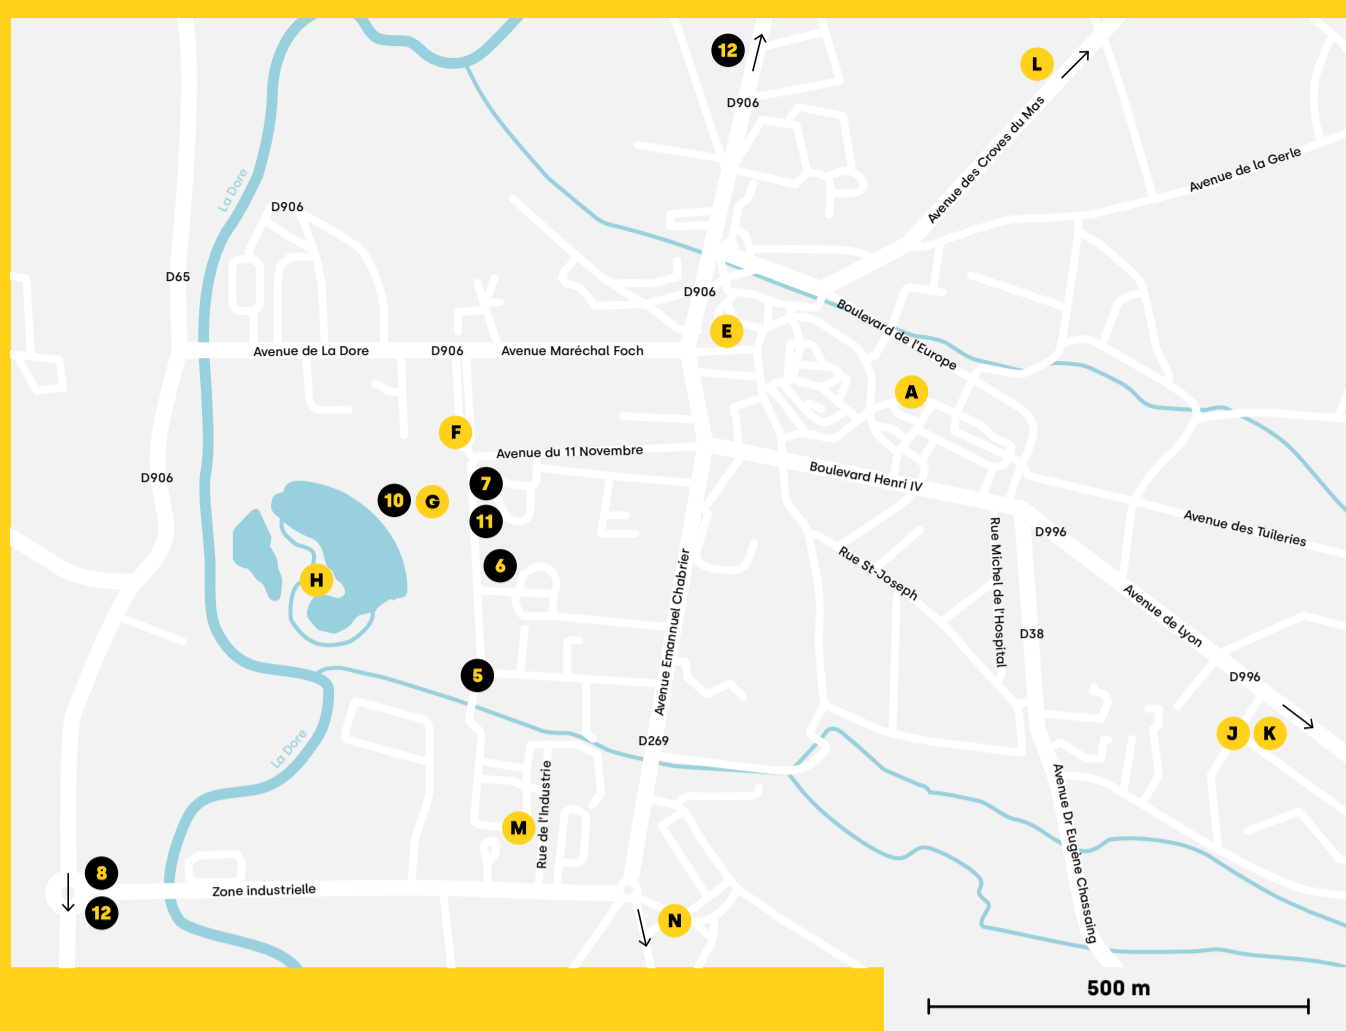 12
L
D906
Avenue des Croves du Mas
Avenue de la Gerle
La Dore
D906
D65
D906
E
Boulevard de l'Europe
Avenue de La Dore
D906
Avenue Maréchal Foch
A
F
Avenue du 11 Novembre
D906
10
G
7
Boulevard Henri IV
11
Avenue des Tuileries
D996
6
Rue St-Joseph
Rue Michel de l'Hospital
H
Avenue Emannuel Chabrier
Avenue de Lyon
D38
5
D996
La Dore
D269
J
K
M
Rue de l'Industrie
Avenue Dr Eugène Chassaing
8
Zone industrielle
12
N
500 m